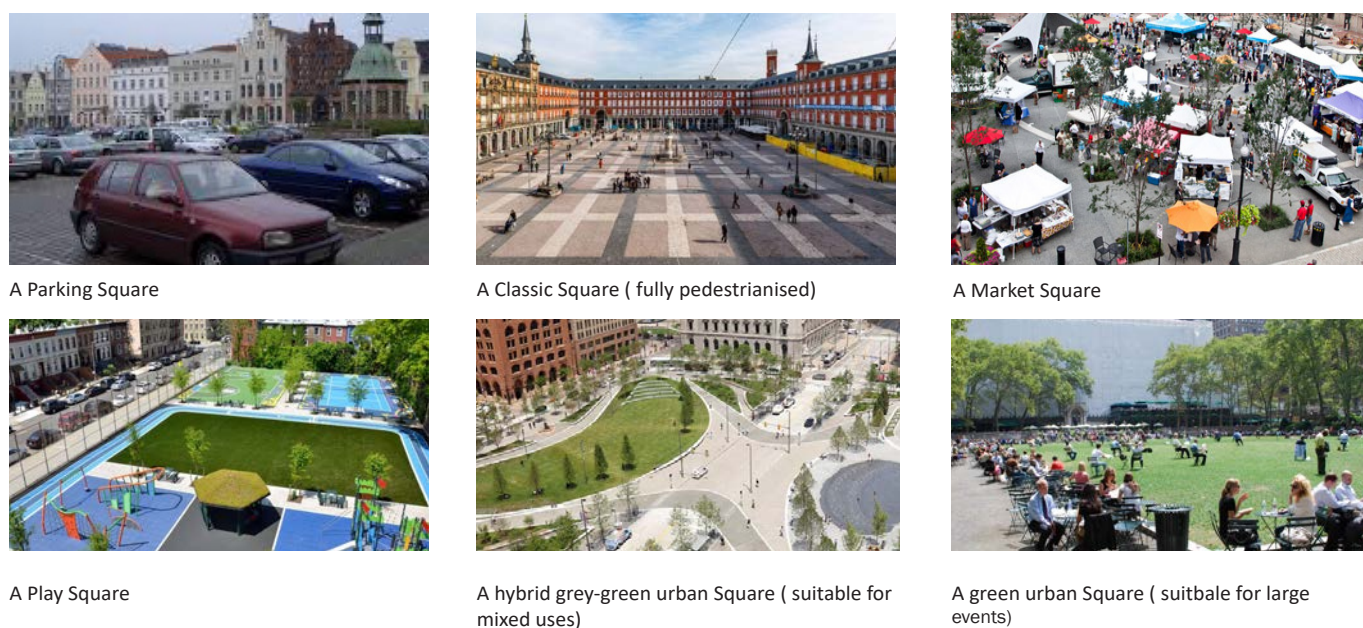 A Parking Square
A Classic Square ( fully pedestrianised)
A Market Square
A Play Square
A hybrid grey-green urban Square ( suitable for
mixed uses)
A green urban Square ( suitbale for large
events)